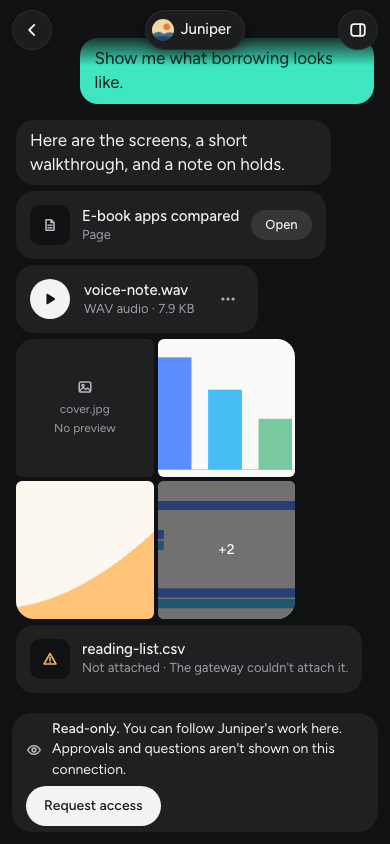 Juniper
Show me what borrowing looks
like.
Here are the screens, a short
walkthrough, and a note on holds.
E-book apps compared
Page
Open
voice-note.wav
WAV audio · 7.9 KB
cover.jpg
No preview
+2
reading-list.csv
Not attached · The gateway couldn't attach it.
Read-only. You can follow Juniper's work here.
Approvals and questions aren't shown on this
connection.
Request access